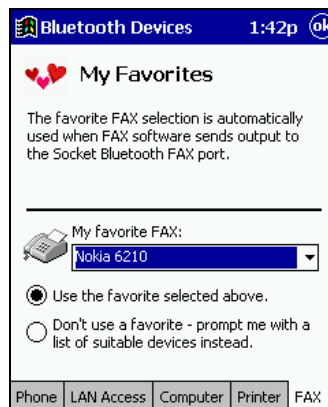 Bluetooth Devices 1:42p ok
My Favorites
The favorite FAX selection is automatically
used when FAX software sends output to
the Socket Bluetooth FAX port.
My favorite FAX:
Nokia 6210
Use the favorite selected above.
Don't use a favorite - prompt me with a
list of suitable devices instead.
Phone LAN Access Computer Printer FAX